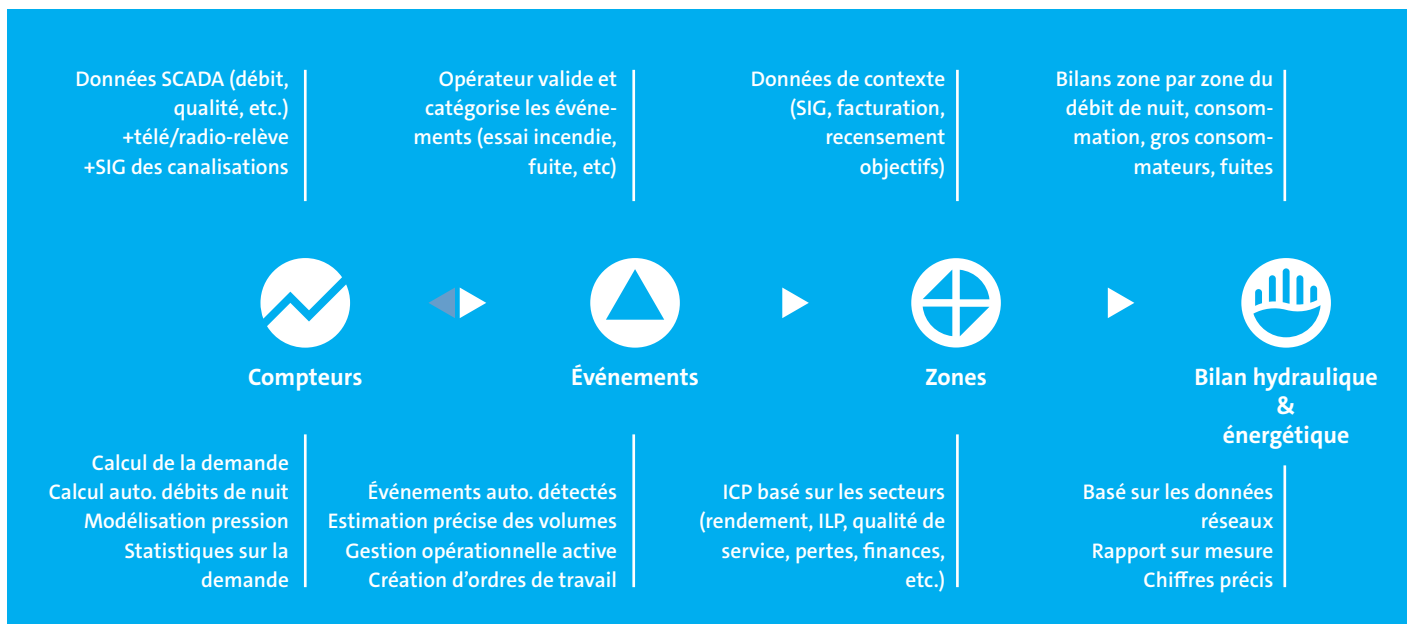 Données SCADA (débit,
qualité, etc.)
+télé/radio-relève
+SIG des canalisations
Opérateur valide et
catégorise les événe-
ments (essai incendie,
fuite, etc)
Données de contexte
(SIG, facturation,
recensement
objectifs)
Bilans zone par zone du
débit de nuit, consom-
mation, gros consom-
mateurs, fuites
Compteurs
Événements
Zones
Bilan hydraulique
&
énergétique
Calcul de la demande
Calcul auto. débits de nuit
Modélisation pression
Statistiques sur la
demande
Événements auto. détectés
Estimation précise des volumes
Gestion opérationnelle active
Création d'ordres de travail
ICP basé sur les secteurs
(rendement, ILP, qualité de
service, pertes, finances,
etc.)
Basé sur les données
réseaux
Rapport sur mesure
Chiffres précis